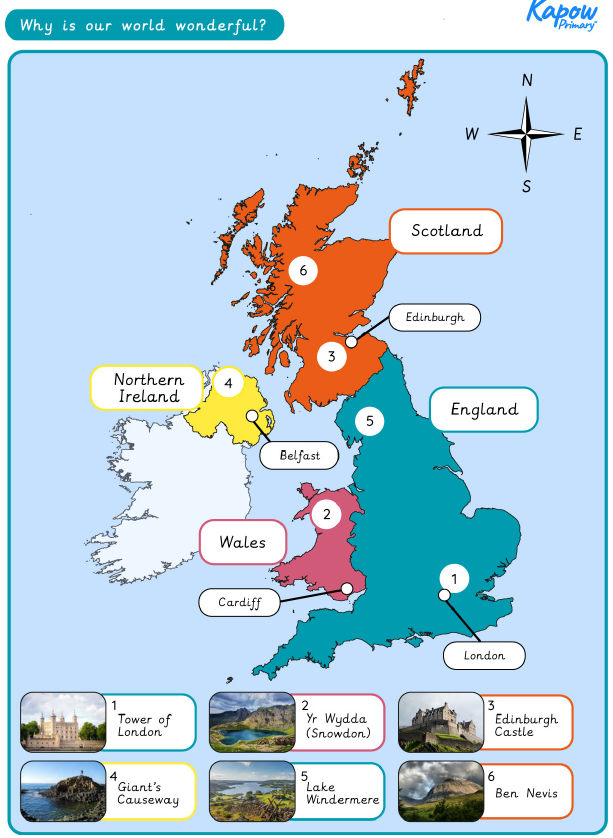 Why is our world wonderful?
Kapow
Primary
N
W
E
S
Scotland
6
Edinburgh
3
Northern
Ireland
4
England
5
Belfast
2
Wales
1
Cardiff
London
1
Tower of
London
2
Yr Wydda
(Snowdon)
3
Edinburgh
Castle
4
Giant's
Causeway
5
Lake
Windermere
6
Ben Nevis